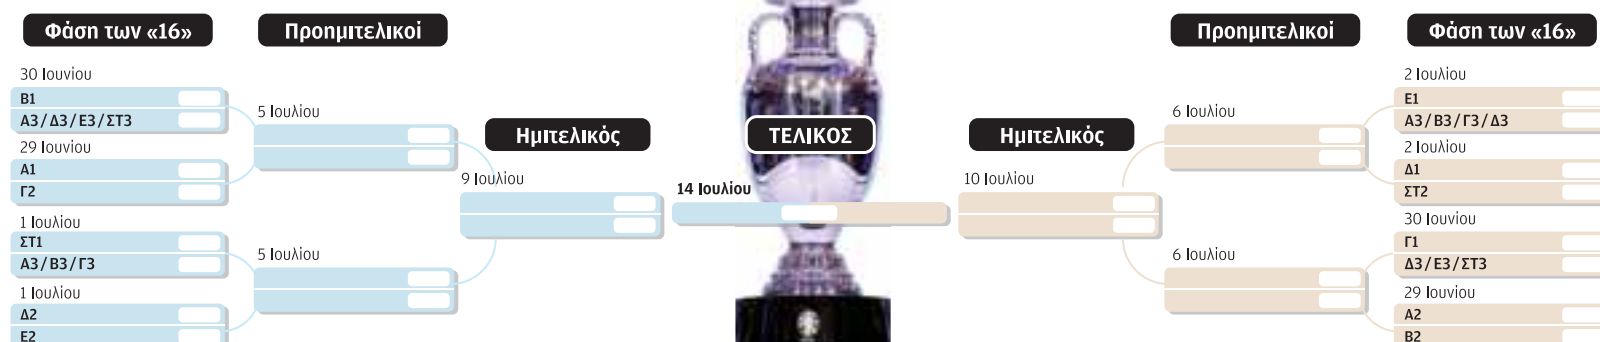 Φάση των «16»
Προημιτελικοί
Προημιτελικοί
Φάση των «16»
30 Ιουνίου
Β1
Α3/Δ3/Ε3/ΣΤ3
29 Ιουνίου
Α1
Γ2
1 Ιουλίου
ΣΤ1
Α3/Β3/Γ3
1 Ιουλίου
Δ2
Ε2
5 Ιουλίου
5 Ιουλίου
Ημιτελικός
9 Ιουλίου
ΤΕΛΙΚΟΣ
14 Ιουλίου
Ημιτελικός
10 Ιουλίου
6 Ιουλίου
6 Ιουλίου
2 Ιουλίου
Ε1
Α3/Β3/Γ3/Δ3
2 Ιουλίου
Δ1
ΣΤ2
30 Ιουνίου
Γ1
Δ3/Ε3/ΣΤ3
29 Ιουνίου
Α2
Β2